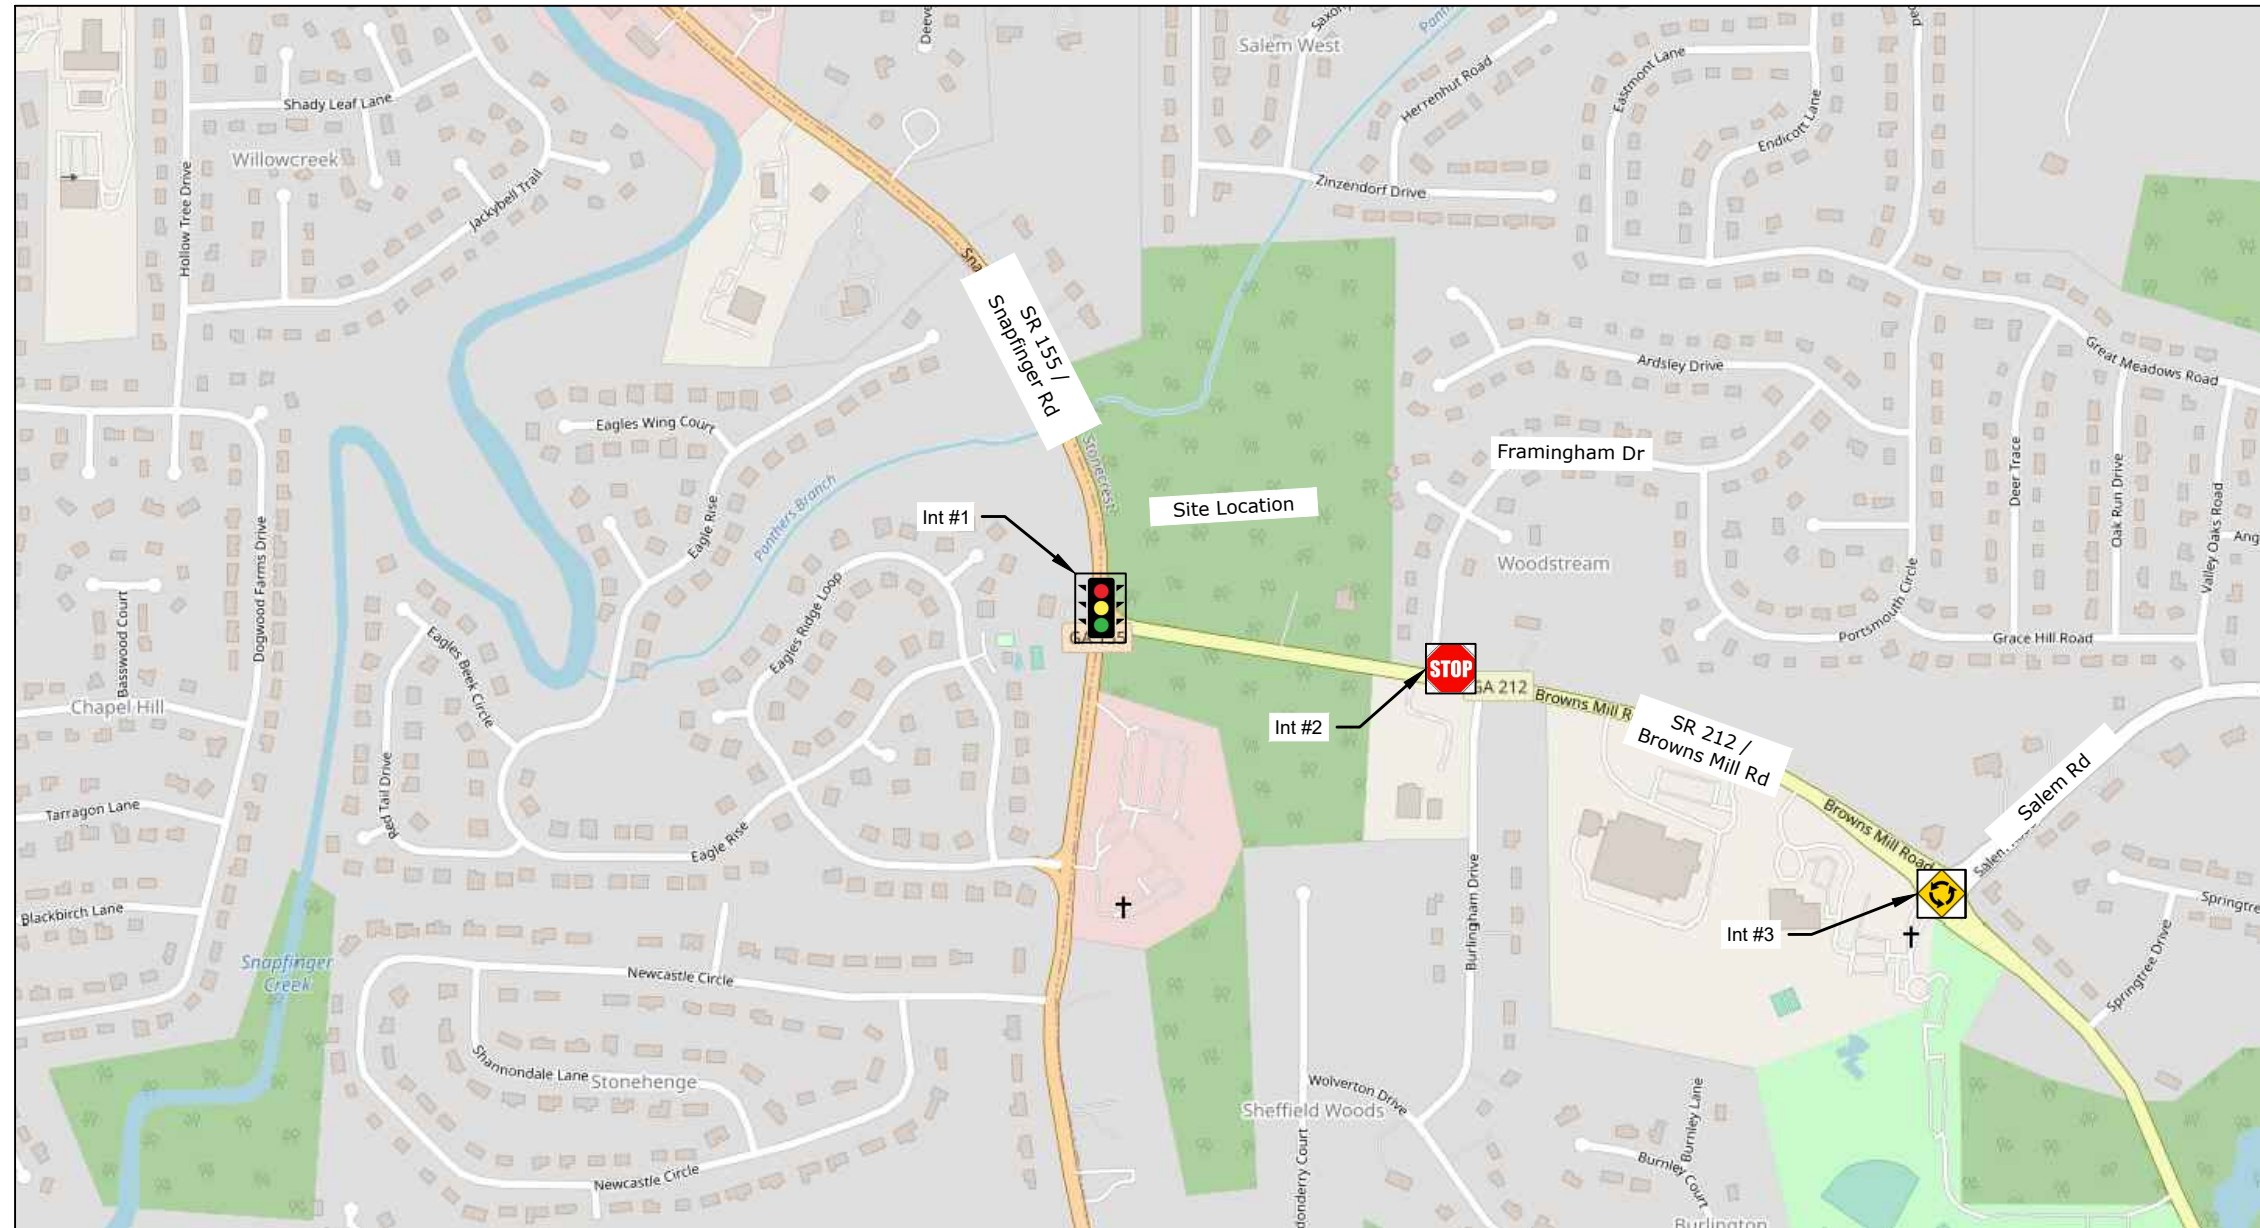 Salem West
Herrenhut Road
Eastmont Lane
Endicott Lane
Shady Leaf Lane
Willowcreek
Hollow Tree Drive
Jackybell Trail
Zinzendorf Drive
SR 155 /
Snapfinger Rd
Stonecrest
Great Meadows Road
Ardsley Drive
Eagles Wing Court
Framingham Dr
Deer Trace
Oak Run Drive
Valley Oaks Road
Site Location
Int #1
Eagle Rise
Panthers Branch
Dogwood Farms Drive
Woodstream
Basswood Court
Eagles Ridge Loop
Portsmouth Circle
Grace Hill Road
Eagles Beek Circle
STOP
GA 212
Browns Mill R
Chapel Hill
Int #2
SR 212 /
Browns Mill Rd
Salem Rd
Red Tail Drive
Tarragon Lane
Eagle Rise
Browns Mill Road
Blackbirch Lane
Burlingham Drive
Int #3
Springtree Drive
Snapfinger
Creek
Newcastle Circle
Shannondale Lane
Stonehenge
Wolverton Drive
Sheffield Woods
Burnley Lane
Burnley Court
Newcastle Circle
Burlington